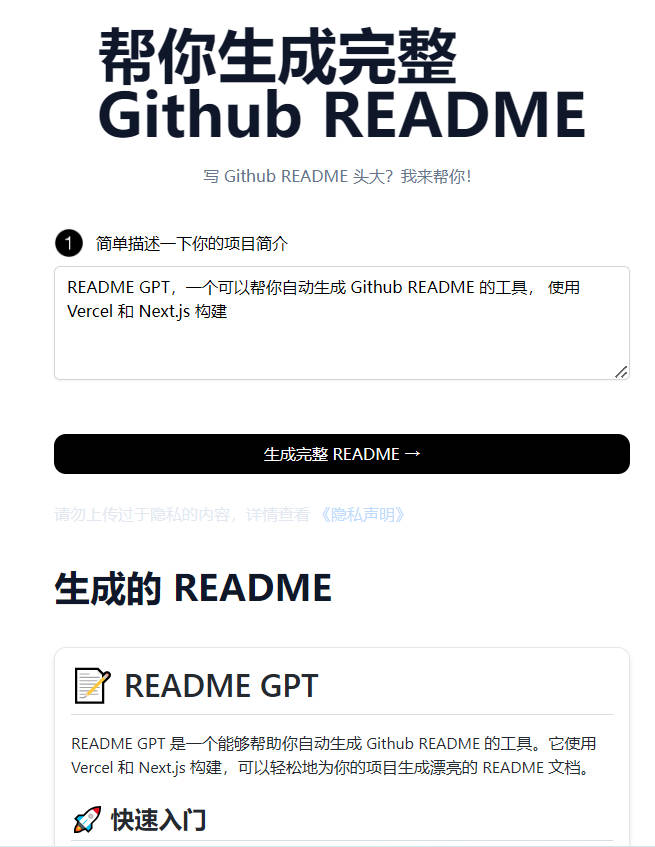 帮你生成完整
Github README
写 Github README 头大？我来帮你！
1 简单描述一下你的项目简介
README GPT，一个可以帮你自动生成 Github README 的工具， 使用
Vercel 和 Next.js 构建
生成完整 README →
请勿上传过于隐私的内容，详情查看 《隐私声明》
生成的 README
📝 README GPT
README GPT 是一个能够帮助你自动生成 Github README 的工具。它使用
Vercel 和 Next.js 构建，可以轻松地为你的项目生成漂亮的 README 文档。
🚀 快速入门